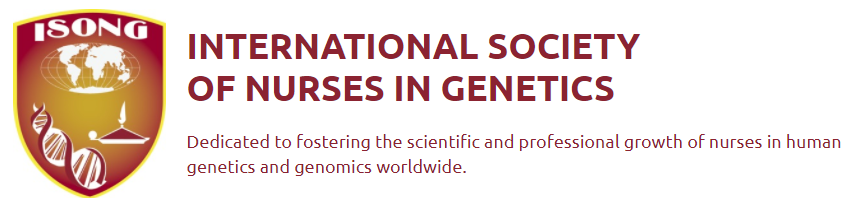 ISONG
INTERNATIONAL SOCIETY
OF NURSES IN GENETICS
Dedicated to fostering the scientific and professional growth of nurses in human
genetics and genomics worldwide.